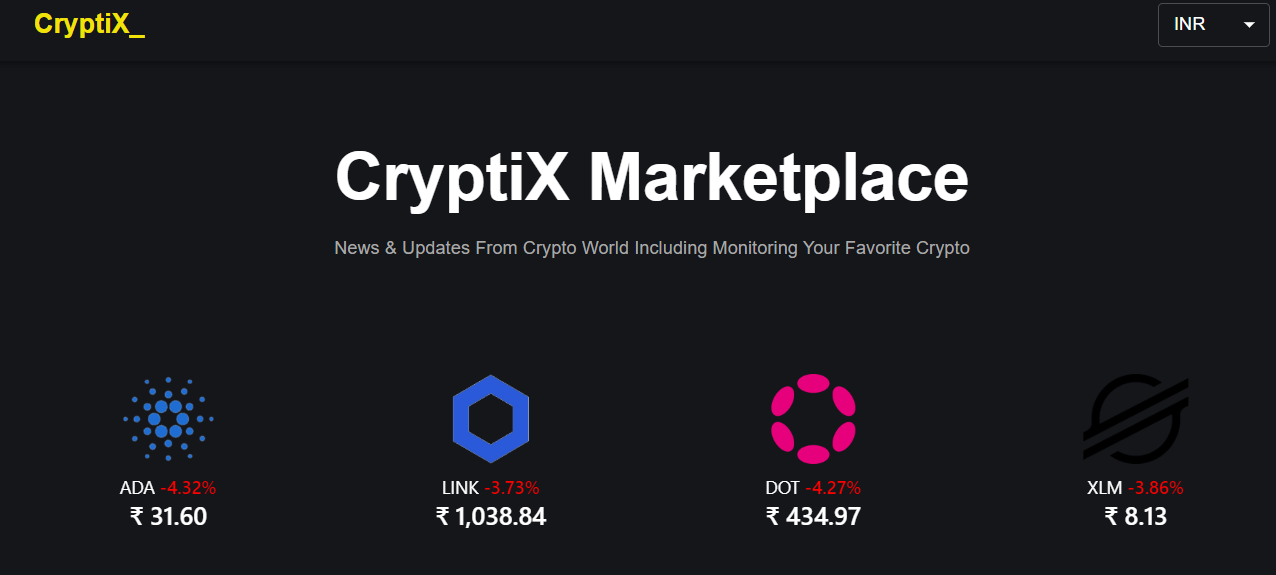 CryptiX_
INR
CryptiX Marketplace
News & Updates From Crypto World Including Monitoring Your Favorite Crypto
ADA -4.32%
₹ 31.60
LINK -3.73%
₹ 1,038.84
DOT -4.27%
₹ 434.97
XLM -3.86%
₹ 8.13